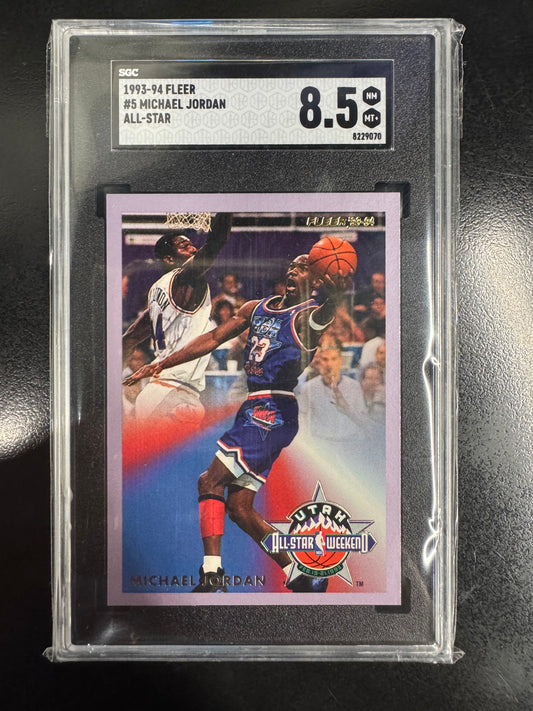 SGC
1993-94 FLEER
#5 MICHAEL JORDAN
ALL-STAR
8.5
NM
MT+
8229070
FLEER '93-94
23
UTAH
ALL-STAR WEEKEND
MICHAEL JORDAN
TM